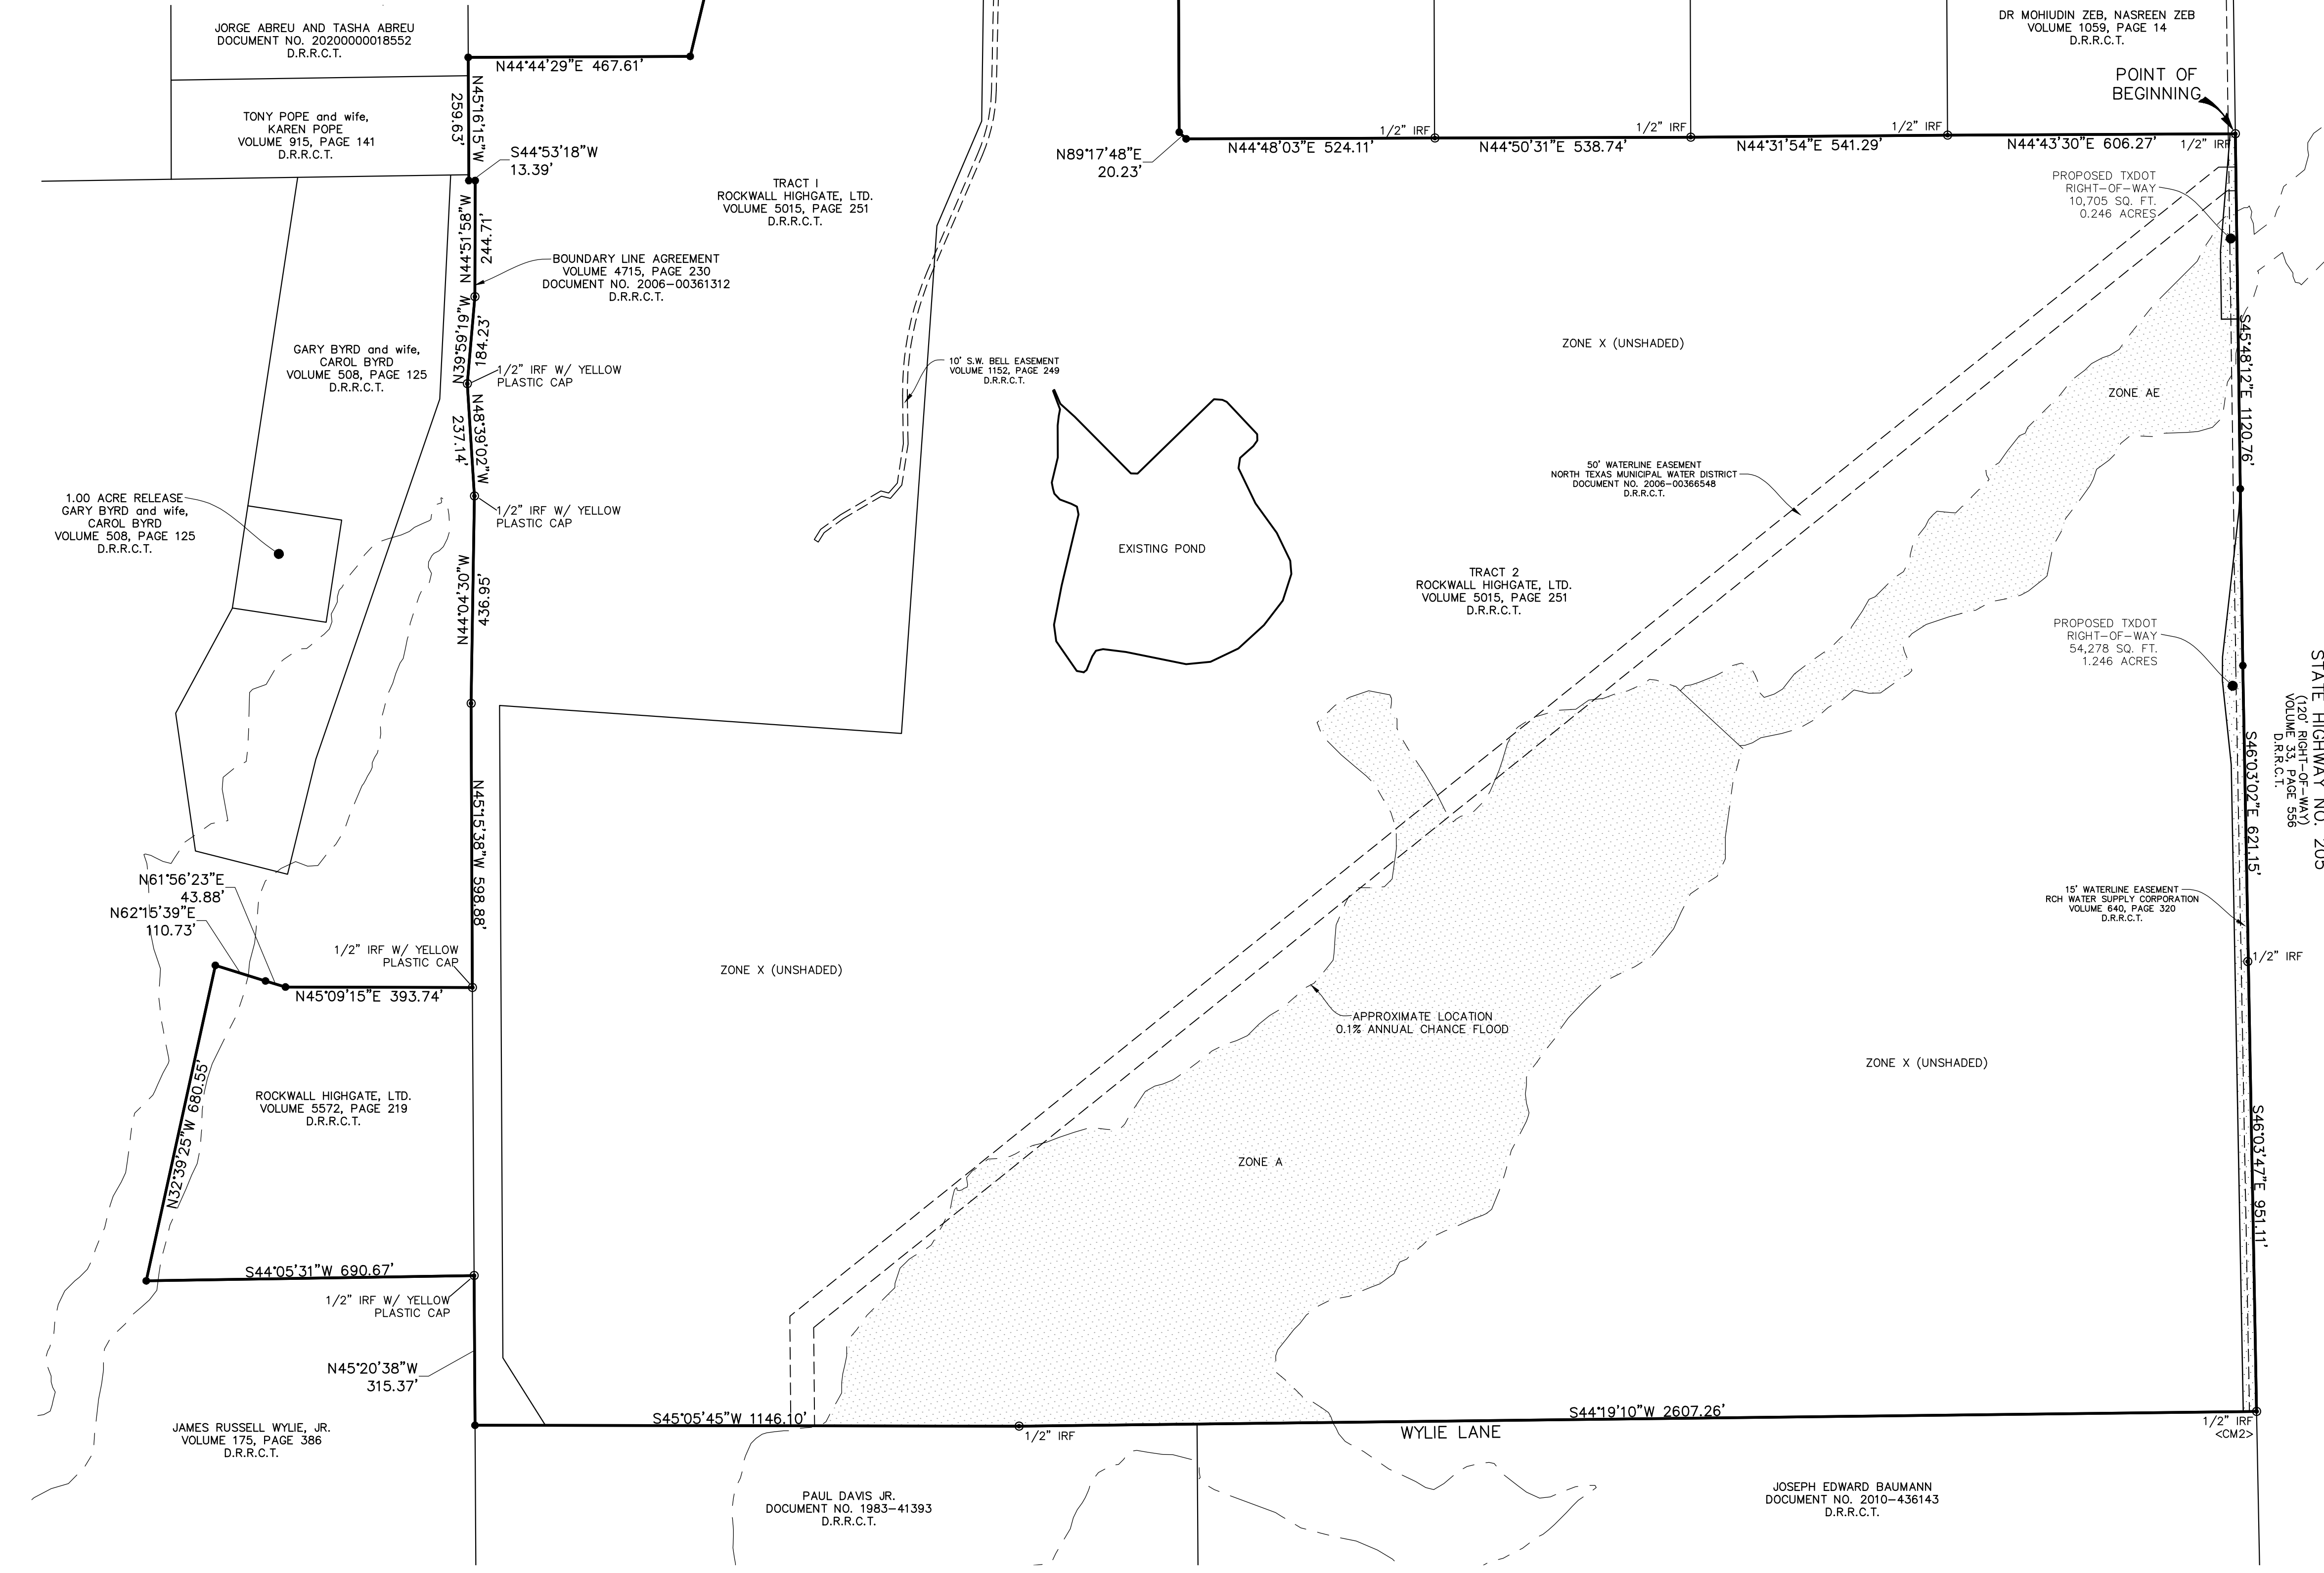 JORGE ABREU AND TASHA ABREU
DOCUMENT NO. 20200000018552
D.R.R.C.T.
DR MOHIUDIN ZEB, NASREEN ZEB
VOLUME 1059, PAGE 14
D.R.R.C.T.
N44°44'29"E 467.61'
POINT OF
BEGINNING
N45°16'15"W
259.63'
TONY POPE and wife,
KAREN POPE
VOLUME 915, PAGE 141
D.R.R.C.T.
S44°53'18"W
13.39'
N89°17'48"E
20.23'
N44°48'03"E 524.11'
1/2" IRF
N44°50'31"E 538.74'
1/2" IRF
N44°31'54"E 541.29'
1/2" IRF
N44°43'30"E 606.27'
1/2" IRF
TRACT 1
ROCKWALL HIGHGATE, LTD.
VOLUME 5015, PAGE 251
D.R.R.C.T.
PROPOSED TXDOT
RIGHT-OF-WAY
10,705 SQ. FT.
0.246 ACRES
N44°51'58"W
244.71'
BOUNDARY LINE AGREEMENT
VOLUME 4715, PAGE 230
DOCUMENT NO. 2006-00361312
D.R.R.C.T.
N39°59'19"W
184.23'
GARY BYRD and wife,
CAROL BYRD
VOLUME 508, PAGE 125
D.R.R.C.T.
1/2" IRF W/ YELLOW
PLASTIC CAP
10' S.W. BELL EASEMENT
VOLUME 1152, PAGE 249
D.R.R.C.T.
ZONE X (UNSHADED)
ZONE AE
S45°48'12"E 1120.76'
N48°39'02"W
237.14'
50' WATERLINE EASEMENT
NORTH TEXAS MUNICIPAL WATER DISTRICT
DOCUMENT NO. 2006-00366548
D.R.R.C.T.
1.00 ACRE RELEASE
GARY BYRD and wife,
CAROL BYRD
VOLUME 508, PAGE 125
D.R.R.C.T.
1/2" IRF W/ YELLOW
PLASTIC CAP
EXISTING POND
N44°04'30"W
436.95'
TRACT 2
ROCKWALL HIGHGATE, LTD.
VOLUME 5015, PAGE 251
D.R.R.C.T.
PROPOSED TXDOT
RIGHT-OF-WAY
54,278 SQ. FT.
1.246 ACRES
STATE HIGHWAY NO. 205
(120' RIGHT-OF-WAY)
VOLUME 33, PAGE 556
D.R.R.C.T.
S46°03'02"E 621.15'
N45°15'38"W 598.88'
N61°56'23"E
43.88'
N62°15'39"E
110.73'
15' WATERLINE EASEMENT
RCH WATER SUPPLY CORPORATION
VOLUME 640, PAGE 320
D.R.R.C.T.
1/2" IRF W/ YELLOW
PLASTIC CAP
1/2" IRF
ZONE X (UNSHADED)
N45°09'15"E 393.74'
APPROXIMATE LOCATION
0.1% ANNUAL CHANCE FLOOD
ZONE X (UNSHADED)
N32°39'25"W 680.55'
ROCKWALL HIGHGATE, LTD.
VOLUME 5572, PAGE 219
D.R.R.C.T.
S46°03'47"E 951.11'
ZONE A
S44°05'31"W 690.67'
1/2" IRF W/ YELLOW
PLASTIC CAP
N45°20'38"W
315.37'
S45°05'45"W 1146.10'
S44°19'10"W 2607.26'
1/2" IRF
WYLIE LANE
1/2" IRF
<CM2>
JAMES RUSSELL WYLIE, JR.
VOLUME 175, PAGE 386
D.R.R.C.T.
PAUL DAVIS JR.
DOCUMENT NO. 1983-41393
D.R.R.C.T.
JOSEPH EDWARD BAUMANN
DOCUMENT NO. 2010-436143
D.R.R.C.T.